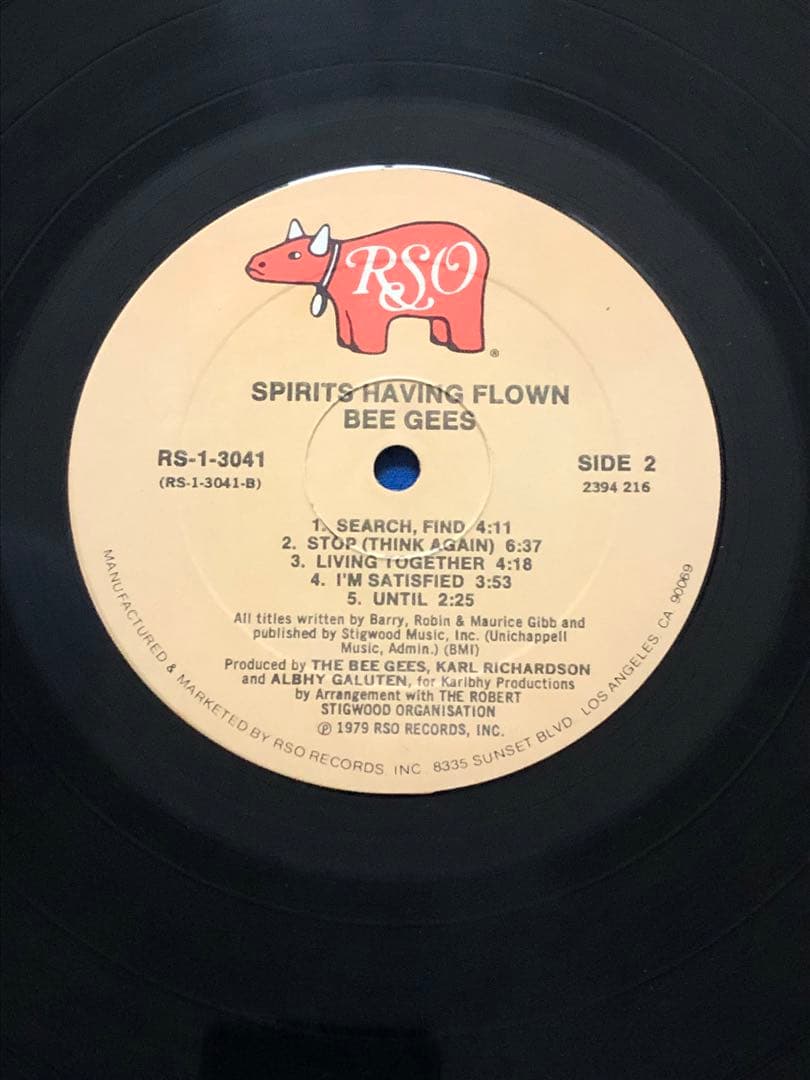 RSO
®
SPIRITS HAVING FLOWN
BEE GEES
RS-1-3041
(RS-1-3041-B)
SIDE 2
2394 216
1. SEARCH, FIND 4:11
2. STOP (THINK AGAIN) 6:37
3. LIVING TOGETHER 4:18
4. I'M SATISFIED 3:53
5. UNTIL 2:25
All titles written by Barry, Robin & Maurice Gibb and
published by Stigwood Music, Inc. (Unichappell
Music, Admin.) (BMI)
Produced by THE BEE GEES, KARL RICHARDSON
and ALBHY GALUTEN, for Karlbhy Productions
by Arrangement with THE ROBERT
STIGWOOD ORGANISATION
℗ 1979 RSO RECORDS, INC.
MANUFACTURED & MARKETED BY RSO RECORDS, INC. 8335 SUNSET BLVD. LOS ANGELES, CA. 90069